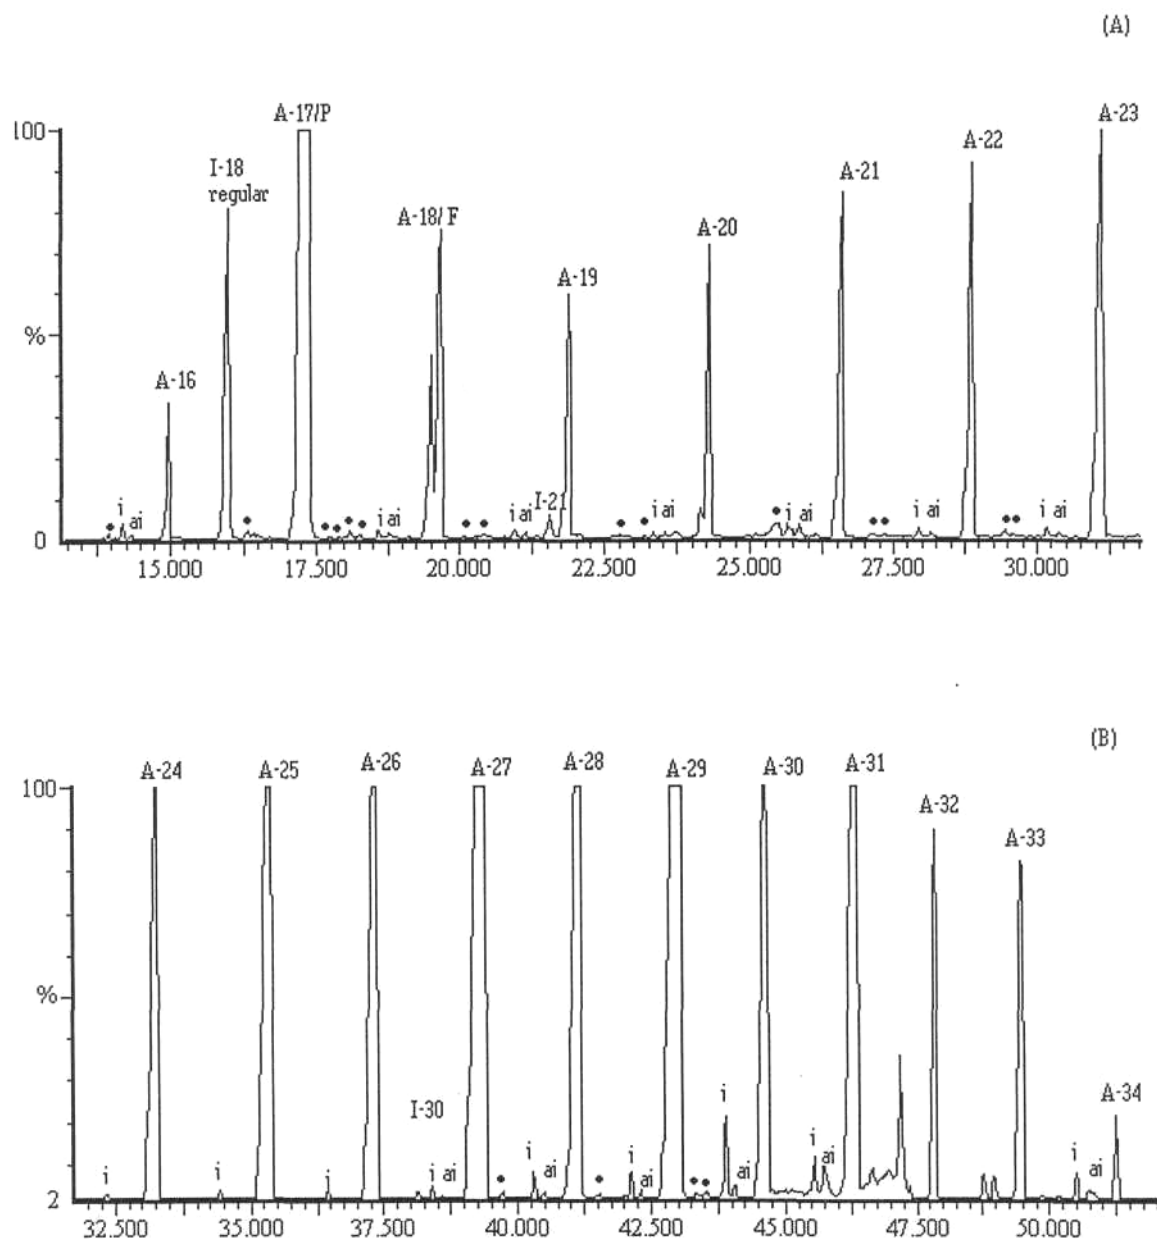 (A)
A-17/P
A-23
100
A-22
I-18
regular
A-21
A-18/ F
A-20
A-19
%
A-16
I-21
i ai
i ai
i ai
i ai
i ai
i ai
i ai
0
15.000 17.500 20.000 22.500 25.000 27.500 30.000
(B)
A-24 A-25 A-26 A-27 A-28 A-29 A-30 A-31
100
A-32
A-33
%
I-30
A-34
i i i i ai i ai i ai i ai i ai i ai
2
32.500 35.000 37.500 40.000 42.500 45.000 47.500 50.000